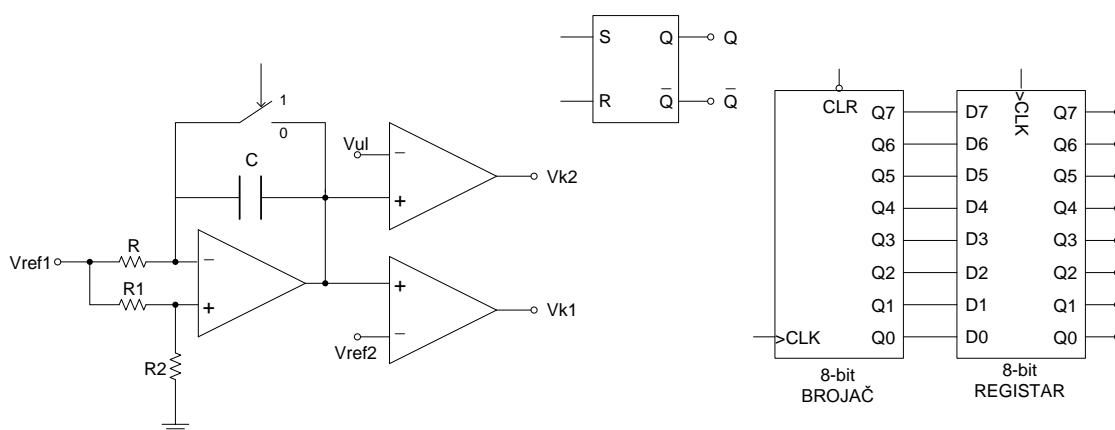 1
0
C
Vul
−
+
Vk2
Vref1
R
R1
−
+
R2
+
−
Vref2
Vk1
S
Q
Q
R
Q̅
Q̅
CLR
Q7
Q6
Q5
Q4
Q3
Q2
Q1
>CLK
Q0
8-bit
BROJAČ
>CLK
D7
Q7
D6
Q6
D5
Q5
D4
Q4
D3
Q3
D2
Q2
D1
Q1
D0
Q0
8-bit
REGISTAR